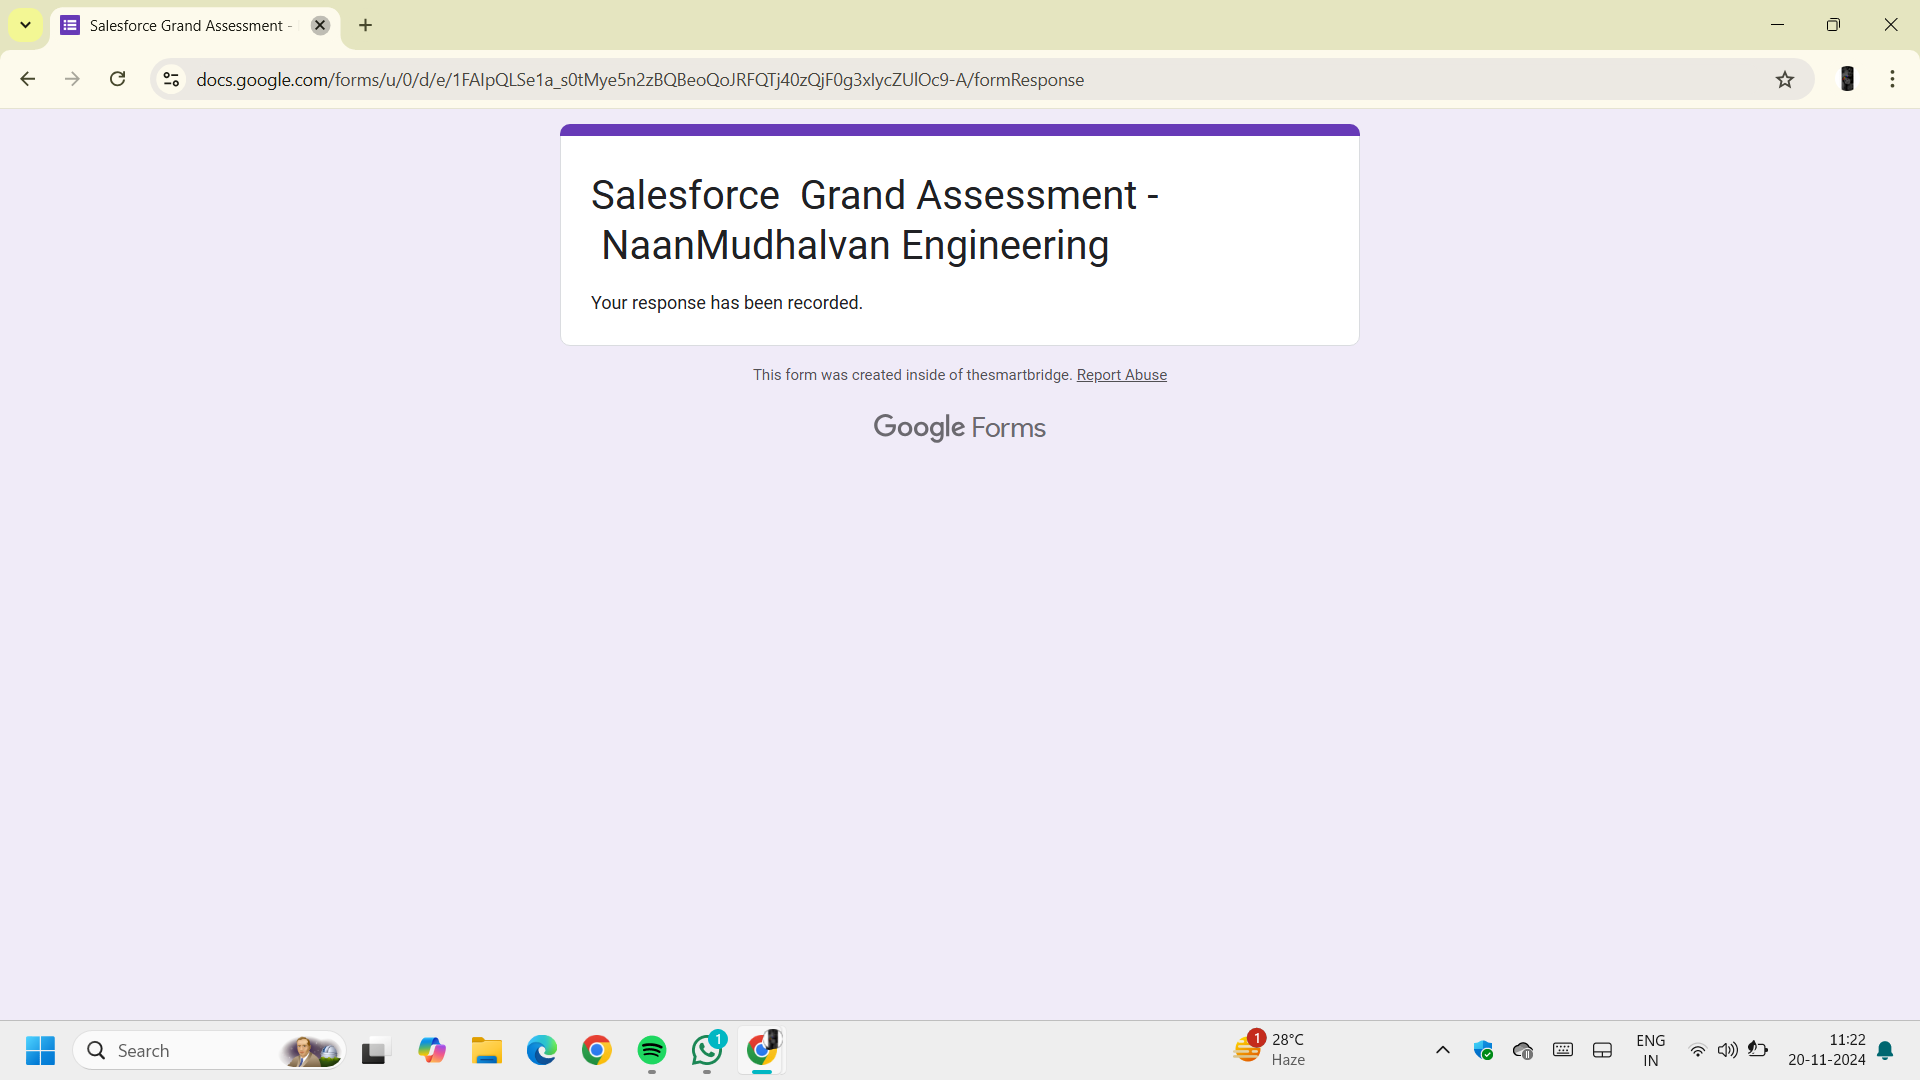 Salesforce Grand Assessment -
docs.google.com/forms/u/0/d/e/1FAIpQLSe1a_s0tMye5n2zBQBeoQoJRFQTj40zQjF0g3xIycZUlOc9-A/formResponse
Salesforce  Grand Assessment -
NaanMudhalvan Engineering
Your response has been recorded.
This form was created inside of thesmartbridge. Report Abuse
Google Forms
Search
1
1
28°C
Haze
ENG
IN
11:22
20-11-2024